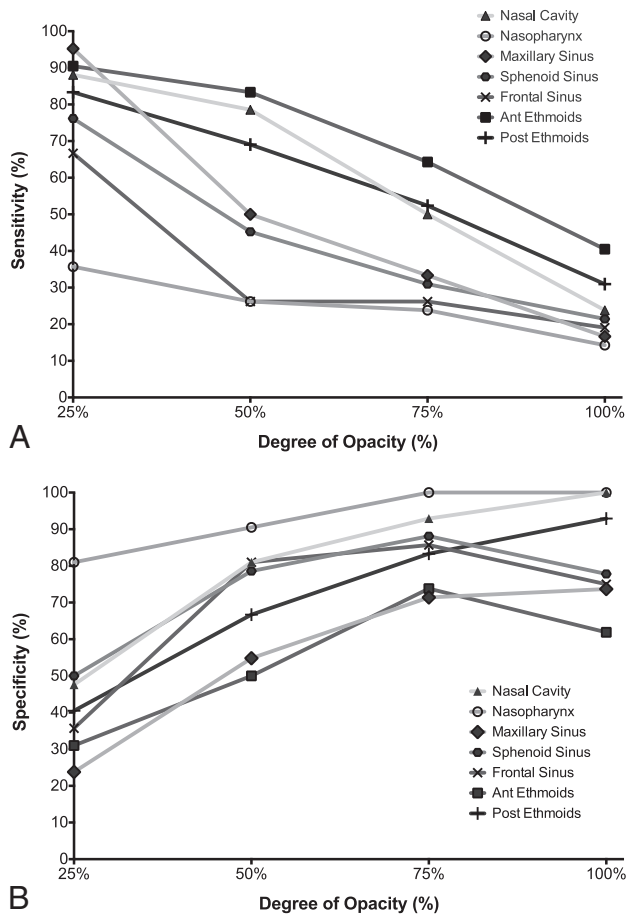 Nasal Cavity
Nasopharynx
Maxillary Sinus
Sphenoid Sinus
Frontal Sinus
Ant Ethmoids
Post Ethmoids
100
90
80
70
60
50
40
30
20
10
0
Sensitivity (%)
25%
50%
75%
100%
Degree of Opacity (%)
A
100
90
80
70
60
50
40
30
20
10
0
Specificity (%)
Nasal Cavity
Nasopharynx
Maxillary Sinus
Sphenoid Sinus
Frontal Sinus
Ant Ethmoids
Post Ethmoids
25%
50%
75%
100%
Degree of Opacity (%)
B